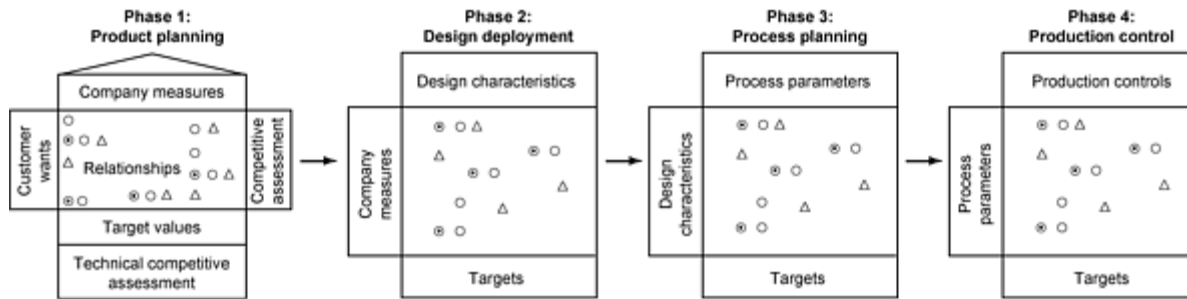 Phase 1:
Product planning
Company measures
Customer
wants
Relationships
Competitive
assessment
Target values
Technical competitive
assessment
Phase 2:
Design deployment
Design characteristics
Company
measures
Targets
Phase 3:
Process planning
Process parameters
Design
characteristics
Targets
Phase 4:
Production control
Production controls
Process
parameters
Targets